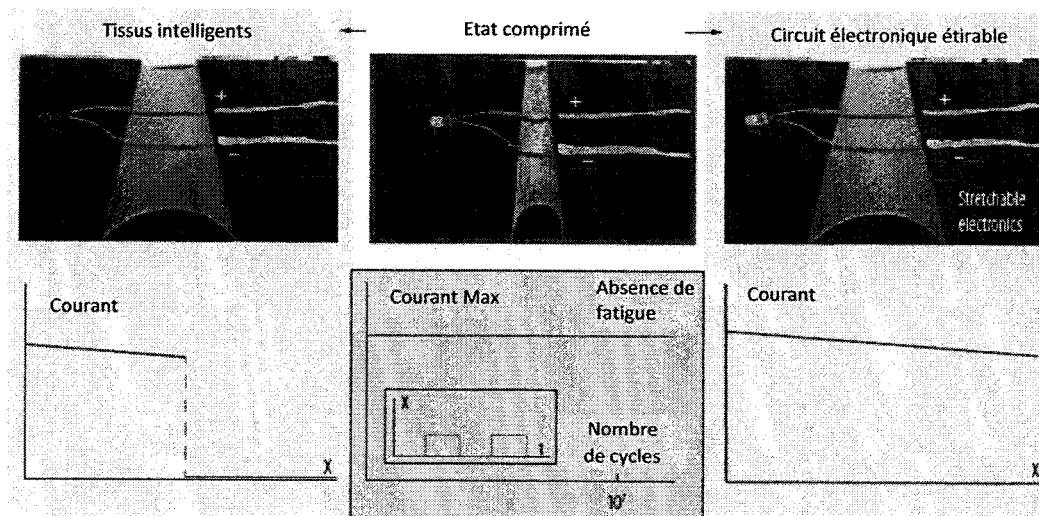 Tissus intelligents
Etat comprimé
Circuit électronique étirable
+
-
+
-
+
-
Stretchable
electronics
Courant
X
Courant Max
Absence de
fatigue
X
t
Nombre
de cycles
Courant
X